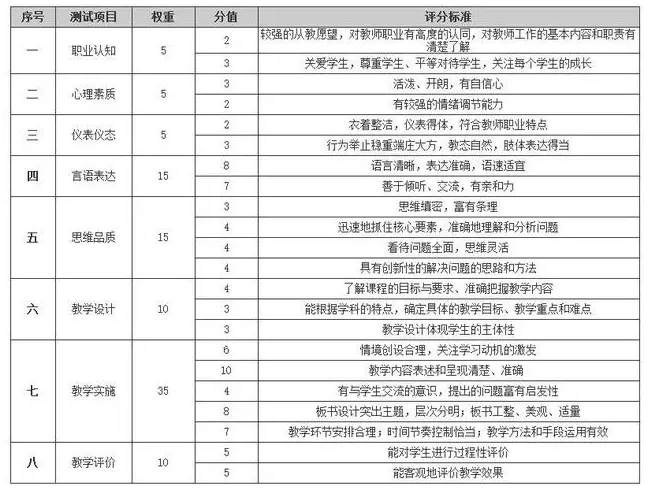 序号 测试项目 权重 分值 评分标准
一 职业认知 5 2 较强的从教愿望，对教师职业有高度的认同，对教师工作的基本内容和职责有
清楚了解
3 关爱学生，尊重学生、平等对待学生，关注每个学生的成长
二 心理素质 5 3 活泼、开朗，有自信心
2 有较强的情绪调节能力
三 仪表仪态 5 2 衣着整洁，仪表得体，符合教师职业特点
3 行为举止稳重端庄大方，教态自然，肢体表达得当
四 言语表达 15 8 语言清晰，表达准确，语速适宜
7 善于倾听、交流，有亲和力
五 思维品质 15 3 思维缜密，富有条理
4 迅速地抓住核心要素，准确地理解和分析问题
4 看待问题全面，思维灵活
4 具有创新性的解决问题的思路和方法
六 教学设计 10 4 了解课程的目标与要求、准确把握教学内容
3 能根据学科的特点，确定具体的教学目标、教学重点和难点
3 教学设计体现学生的主体性
七 教学实施 35 6 情境创设合理，关注学习动机的激发
10 教学内容表述和呈现清楚、准确
4 有与学生交流的意识，提出的问题富有启发性
8 板书设计突出主题，层次分明；板书工整、美观、适量
7 教学环节安排合理；时间节奏控制恰当；教学方法和手段运用有效
八 教学评价 10 5 能对学生进行过程性评价
5 能客观地评价教学效果